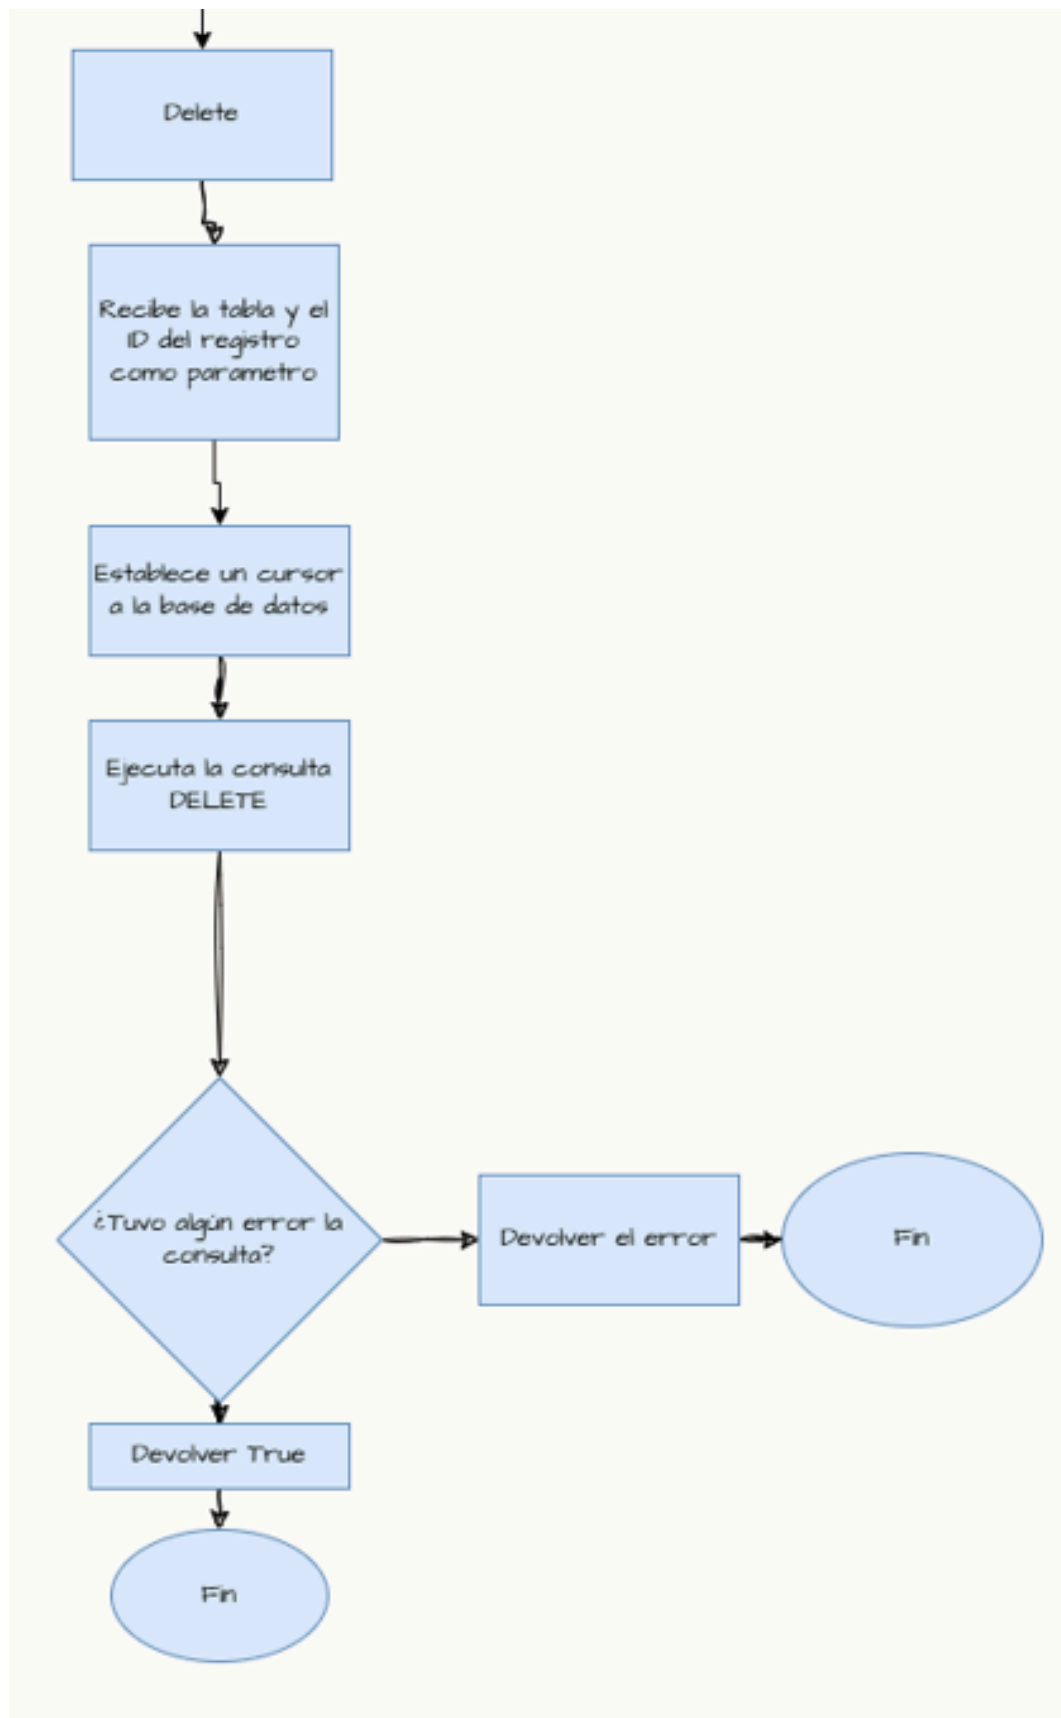 Delete
Recibe la tabla y el
ID del registro
como parametro
Establece un cursor
a la base de datos
Ejecuta la consulta
DELETE
¿Tuvo algún error la
consulta?
Devolver el error
Fin
Devolver True
Fin